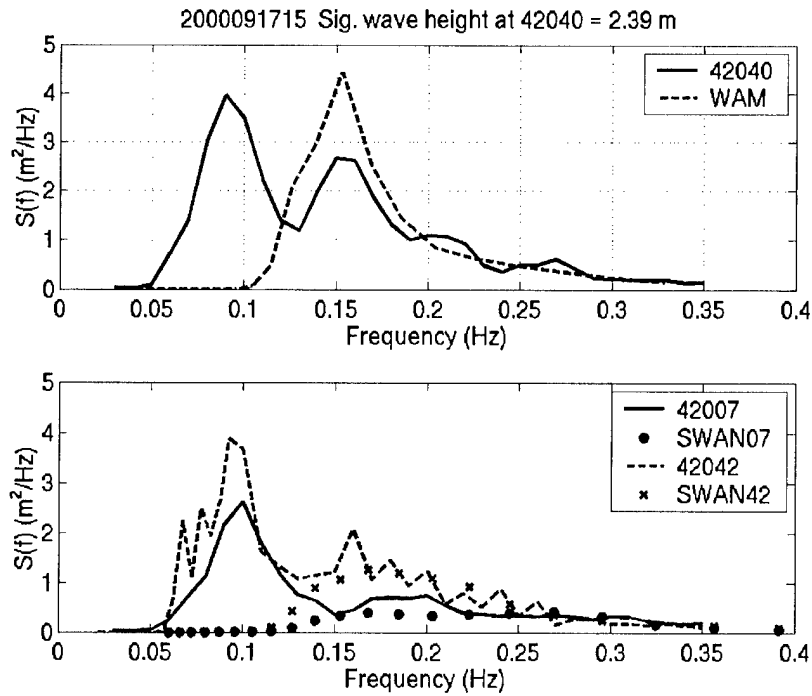 2000091715 Sig. wave height at 42040 = 2.39 m
5
4
3
2
1
0
S(f) (m²/Hz)
42040
WAM
0 0.05 0.1 0.15 0.2 0.25 0.3 0.35 0.4
Frequency (Hz)
5
4
3
2
1
0
S(f) (m²/Hz)
42007
SWAN07
42042
SWAN42
0 0.05 0.1 0.15 0.2 0.25 0.3 0.35 0.4
Frequency (Hz)